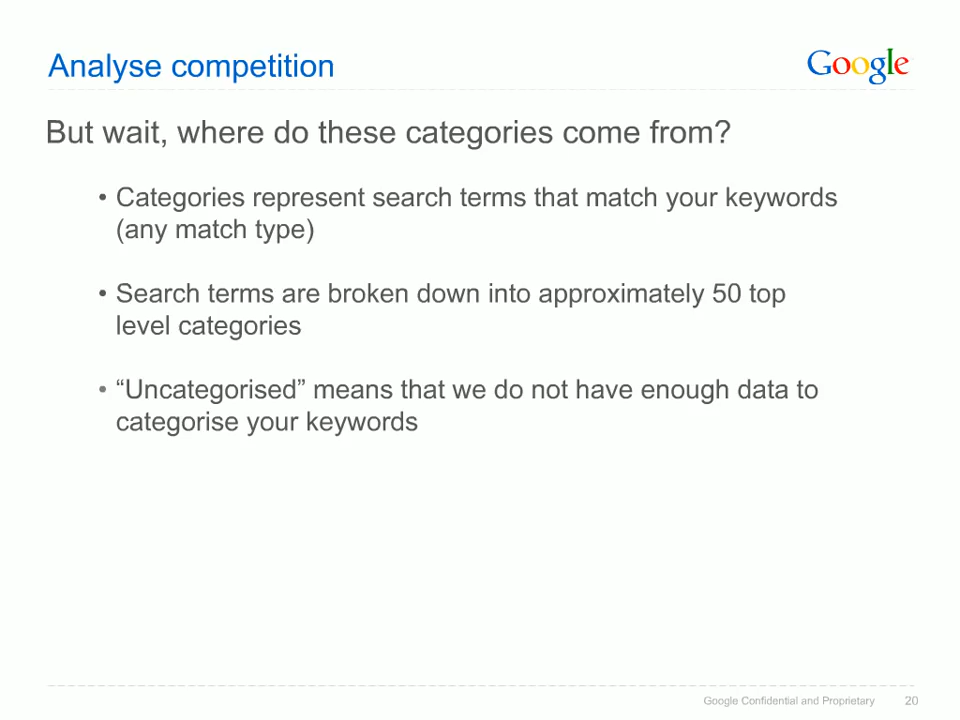 Analyse competition
Google
But wait, where do these categories come from?
• Categories represent search terms that match your keywords
(any match type)
• Search terms are broken down into approximately 50 top
level categories
• “Uncategorised” means that we do not have enough data to
categorise your keywords
Google Confidential and Proprietary 20